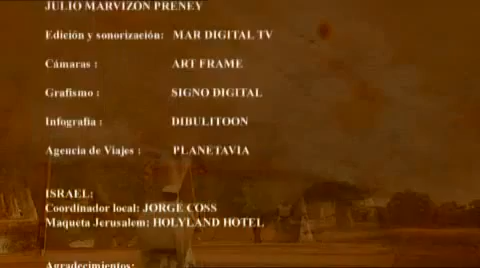 JULIO MARVIZON PRENEY
Edición y sonorización: MAR DIGITAL TV
Cámaras : ART FRAME
Grafismo : SIGNO DIGITAL
Infografia : DIBULITOON
Agencia de Viajes : PLANETAVIA
ISRAEL:
Coordinador local: JORGE COSS
Maqueta Jerusalem: HOLYLAND HOTEL
Agradecimientos: